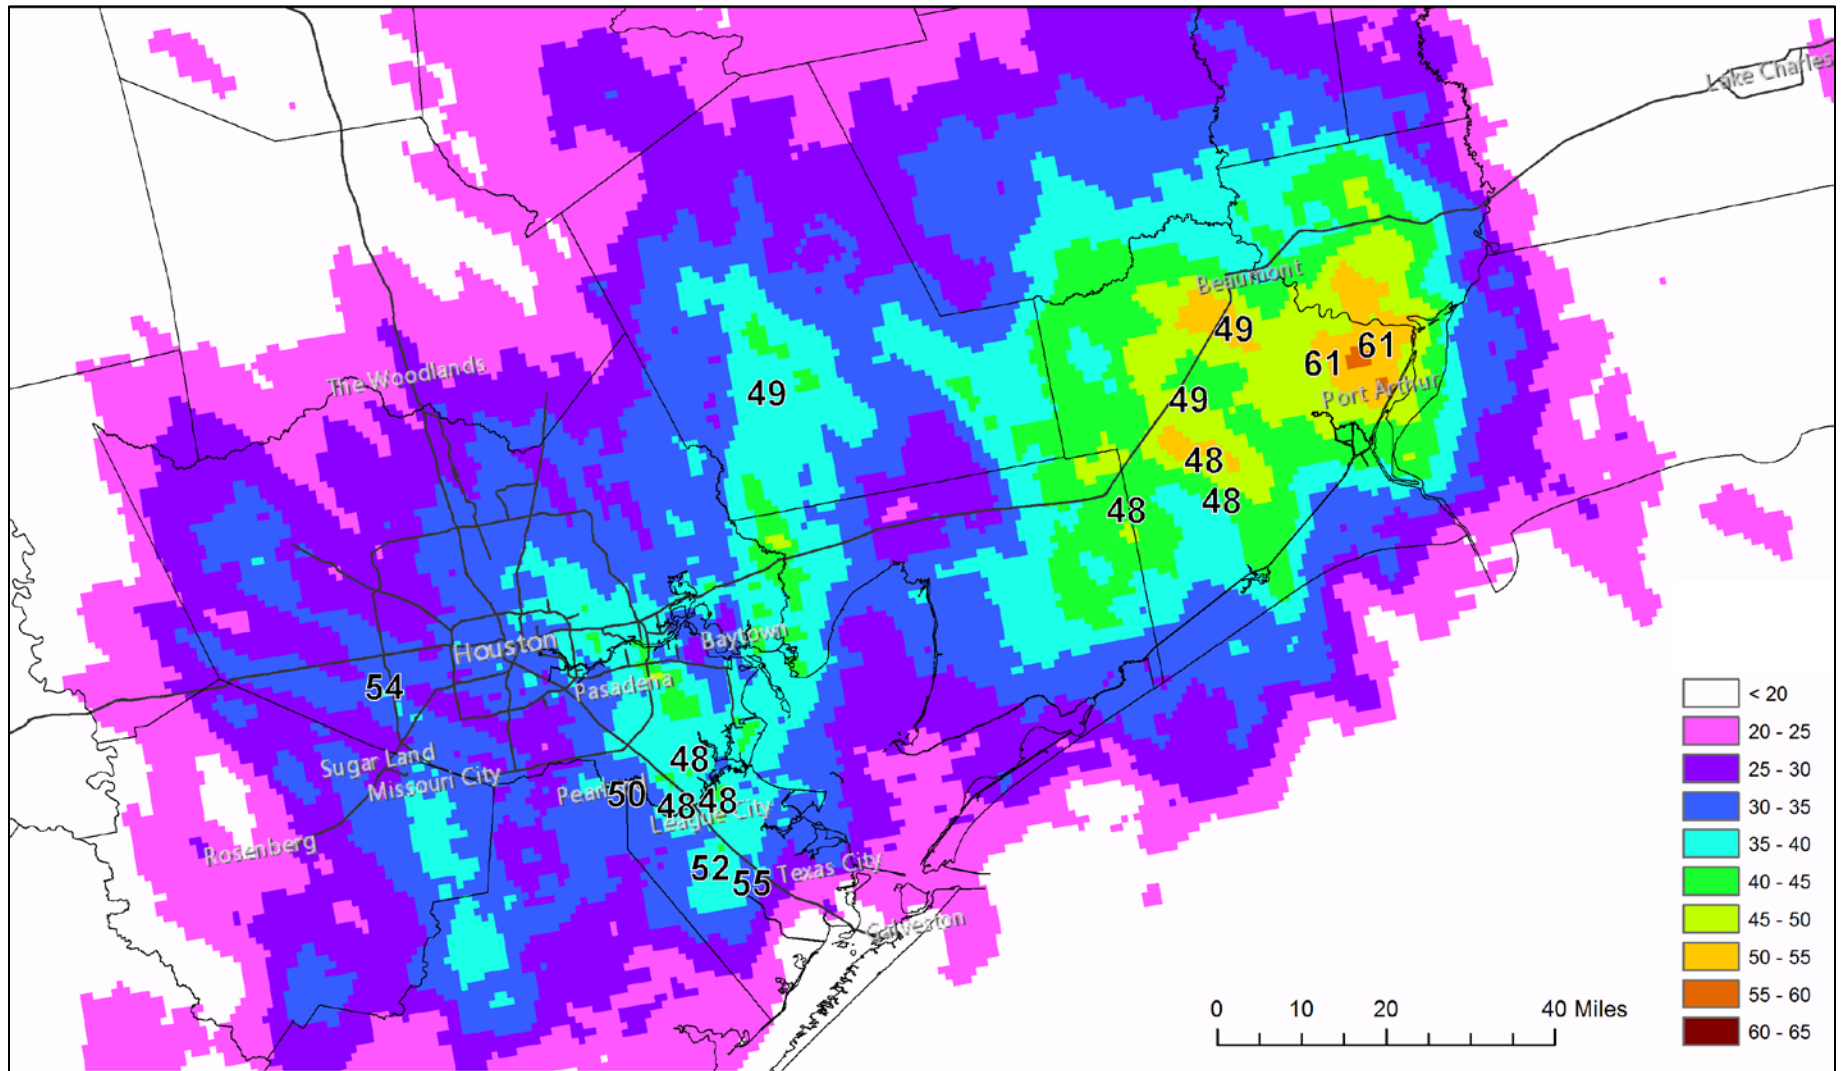 Lake Charles
Beaumont
49
61
61
The Woodlands
49
49
Port Arthur
48
48
48
Houston
Baytown
54
Pasadena
< 20
20 - 25
Sugar Land
48
25 - 30
Missouri City
Pearland
50
48
48
30 - 35
League City
Rosenberg
35 - 40
52
55
Texas City
40 - 45
Galveston
45 - 50
50 - 55
55 - 60
0
10
20
40 Miles
60 - 65